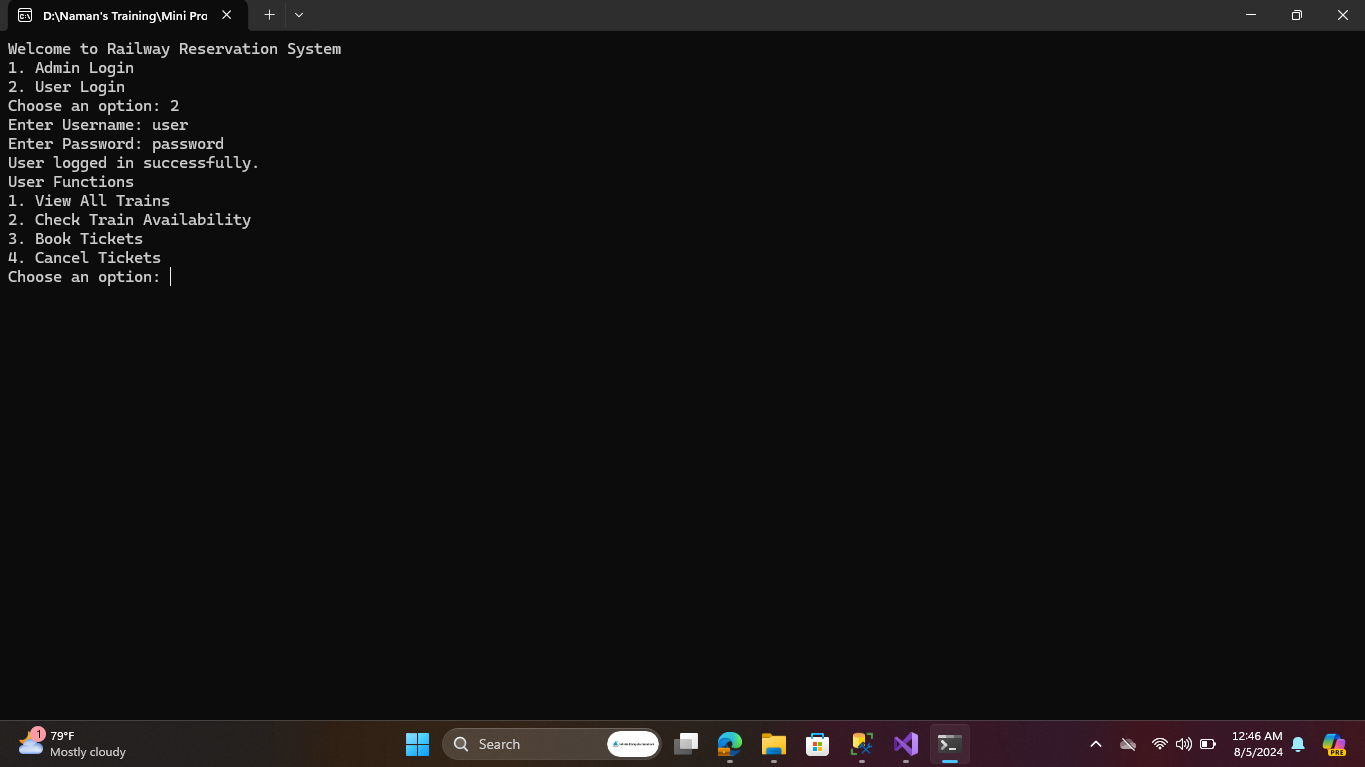 D:\Naman's Training\Mini Pro
Welcome to Railway Reservation System
1. Admin Login
2. User Login
Choose an option: 2
Enter Username: user
Enter Password: password
User logged in successfully.
User Functions
1. View All Trains
2. Check Train Availability
3. Book Tickets
4. Cancel Tickets
Choose an option:
1
79°F
Mostly cloudy
Search
12:46 AM
8/5/2024
PRE